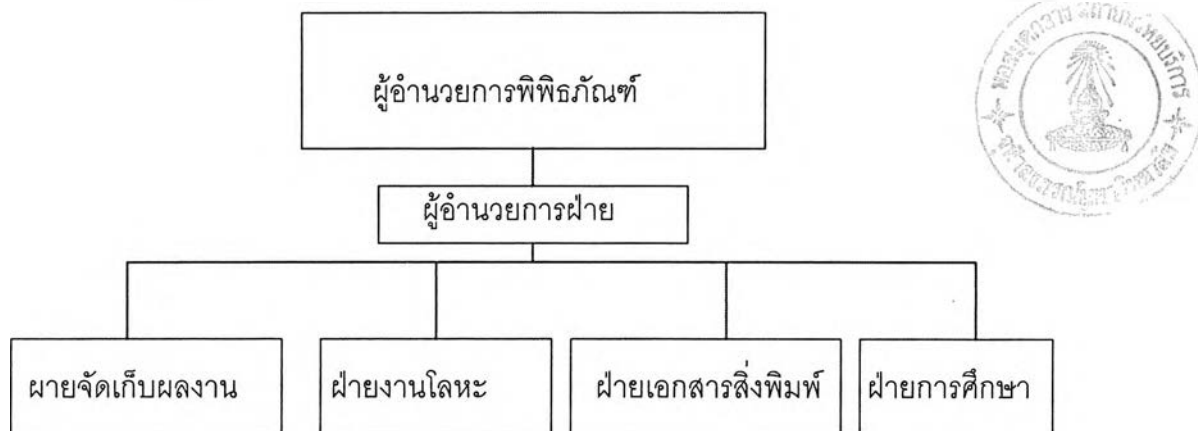 ผู้อำนวยการพิพิธภัณฑ์
ผู้อำนวยการฝ่าย
ผายจัดเก็บผลงาน
ฝ่ายงานโลหะ
ฝ่ายเอกสารสิ่งพิมพ์
ฝ่ายการศึกษา